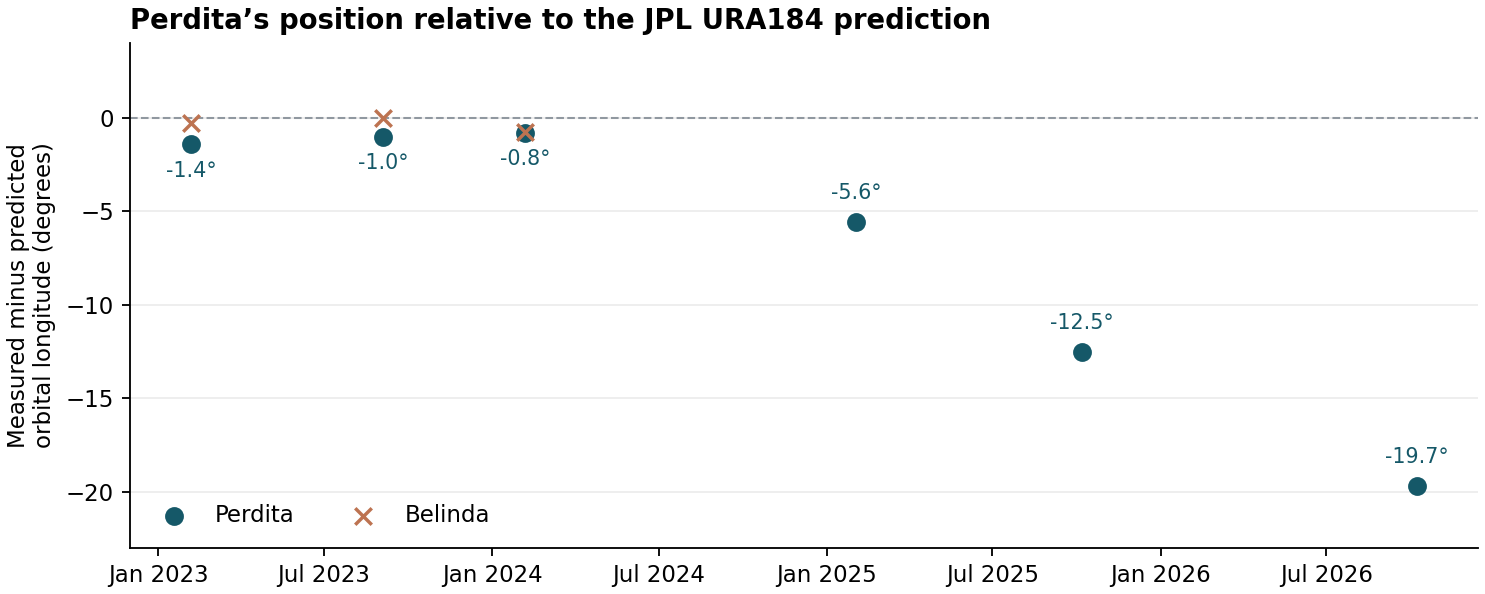 Perdita’s position relative to the JPL URA184 prediction
Measured minus predicted
orbital longitude (degrees)
0
−5
−10
−15
−20
-1.4°
-1.0°
-0.8°
-5.6°
-12.5°
-19.7°
Perdita
Belinda
Jan 2023
Jul 2023
Jan 2024
Jul 2024
Jan 2025
Jul 2025
Jan 2026
Jul 2026